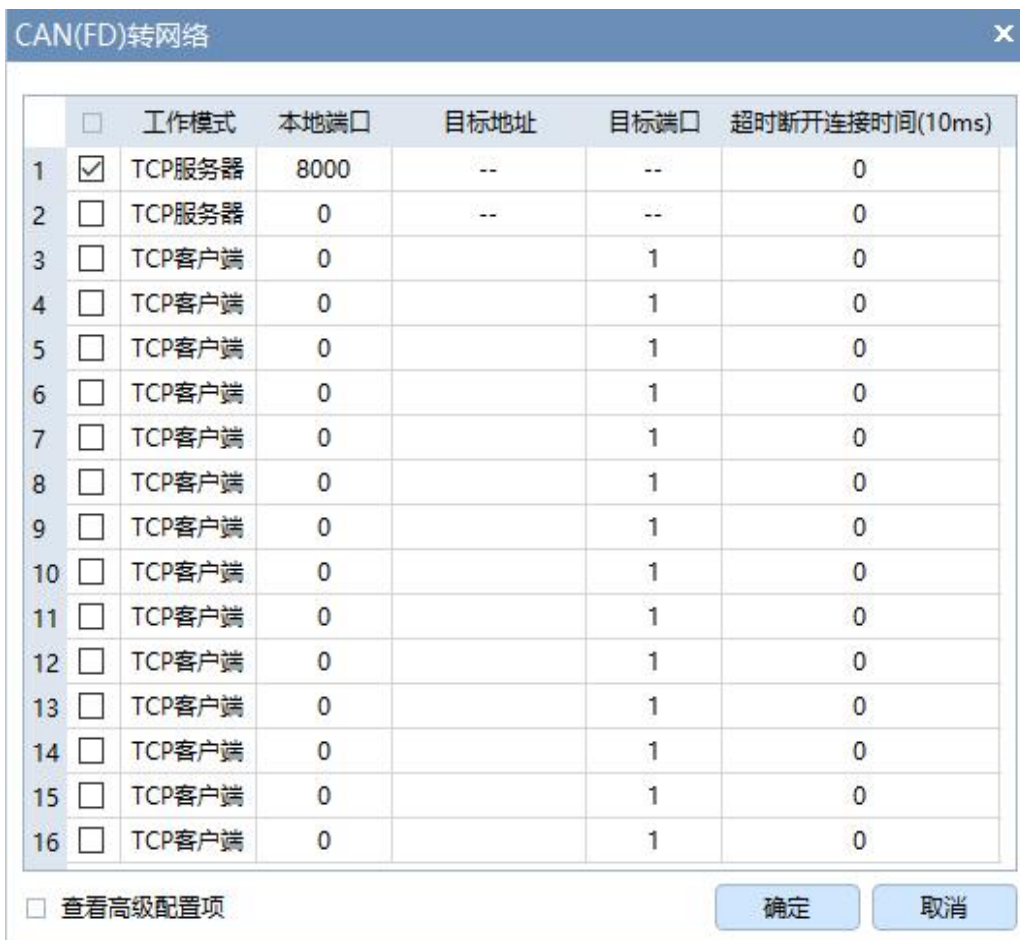 CAN(FD)转网络
工作模式 本地端口 目标地址 目标端口 超时断开连接时间(10ms)
1 TCP服务器 8000 -- -- 0
2 TCP服务器 0 -- -- 0
3 TCP客户端 0 1 0
4 TCP客户端 0 1 0
5 TCP客户端 0 1 0
6 TCP客户端 0 1 0
7 TCP客户端 0 1 0
8 TCP客户端 0 1 0
9 TCP客户端 0 1 0
10 TCP客户端 0 1 0
11 TCP客户端 0 1 0
12 TCP客户端 0 1 0
13 TCP客户端 0 1 0
14 TCP客户端 0 1 0
15 TCP客户端 0 1 0
16 TCP客户端 0 1 0
查看高级配置项 确定 取消